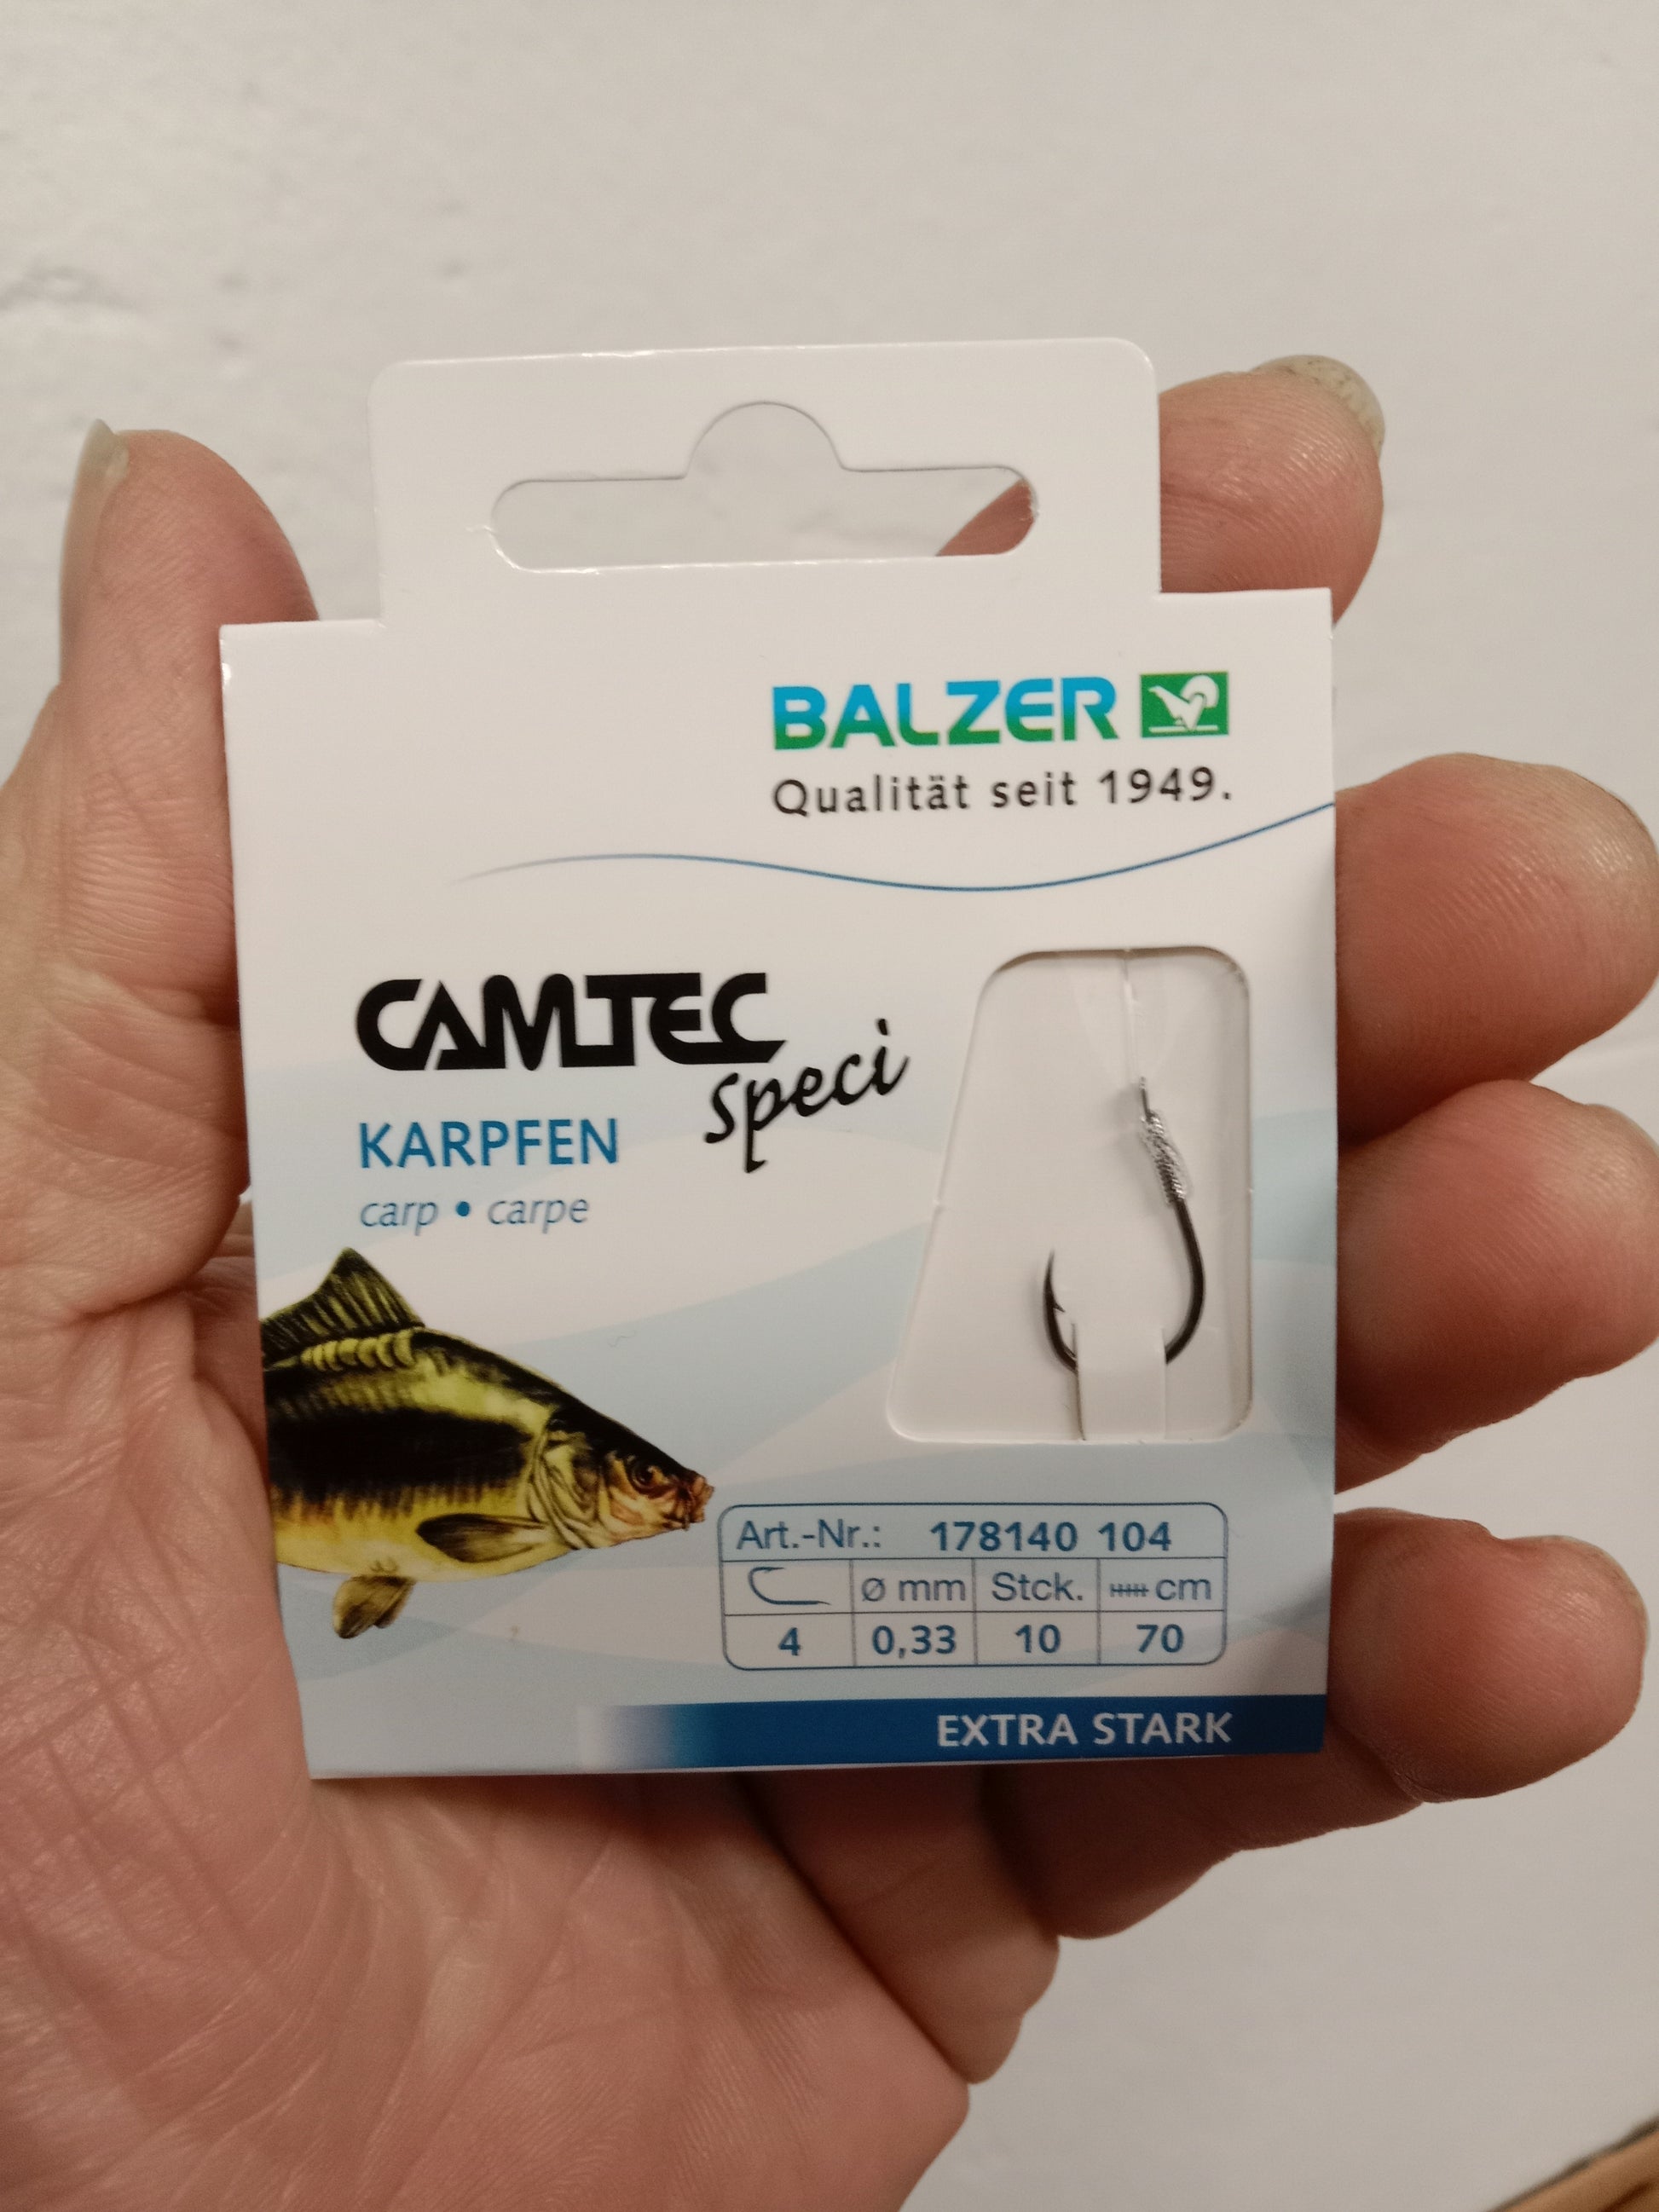 BALZER
Qualität seit 1949.
CAMTEC
speci
KARPFEN
carp • carpe
Art.-Nr.: 178140 104
ø mm Stck. cm
4 0,33 10 70
EXTRA STARK